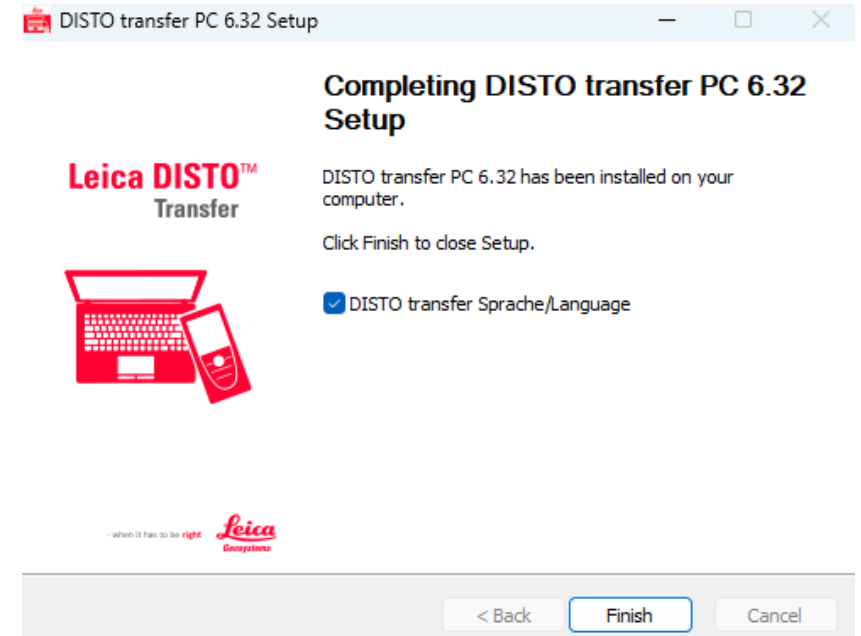 DISTO transfer PC 6.32 Setup
Completing DISTO transfer PC 6.32
Setup
Leica DISTO™
Transfer
DISTO transfer PC 6.32 has been installed on your
computer.
Click Finish to close Setup.
DISTO transfer Sprache/Language
- when it has to be right
Leica
Geosystems
< Back
Finish
Cancel